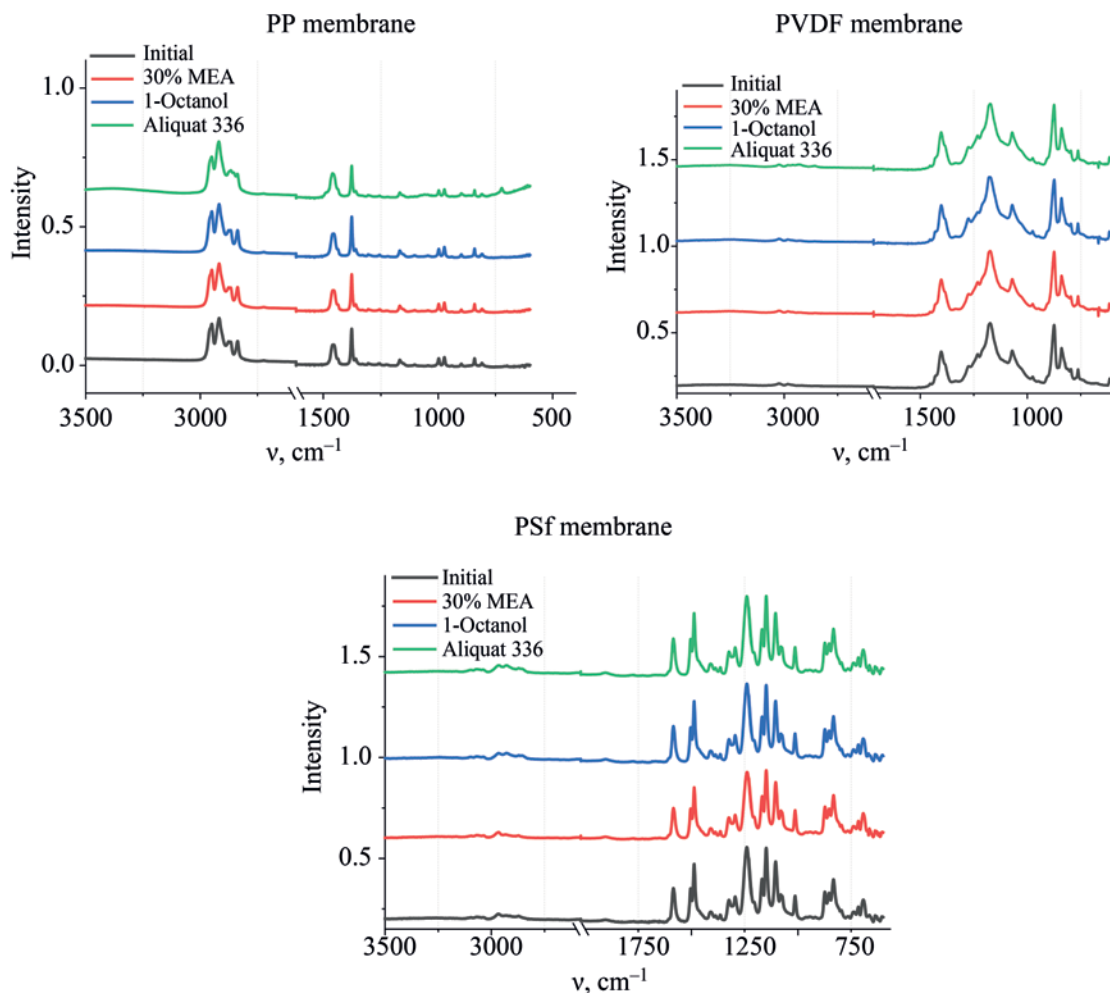 PP membrane
Initial
30% MEA
1-Octanol
Aliquat 336
Intensity
1.0
0.5
0.0
3500 3000 1500 1000 500
ν, cm⁻¹
PVDF membrane
Initial
30% MEA
1-Octanol
Aliquat 336
Intensity
1.5
1.0
0.5
3500 3000 1500 1000
ν, cm⁻¹
PSf membrane
Initial
30% MEA
1-Octanol
Aliquat 336
Intensity
1.5
1.0
0.5
3500 3000 1750 1250 750
ν, cm⁻¹